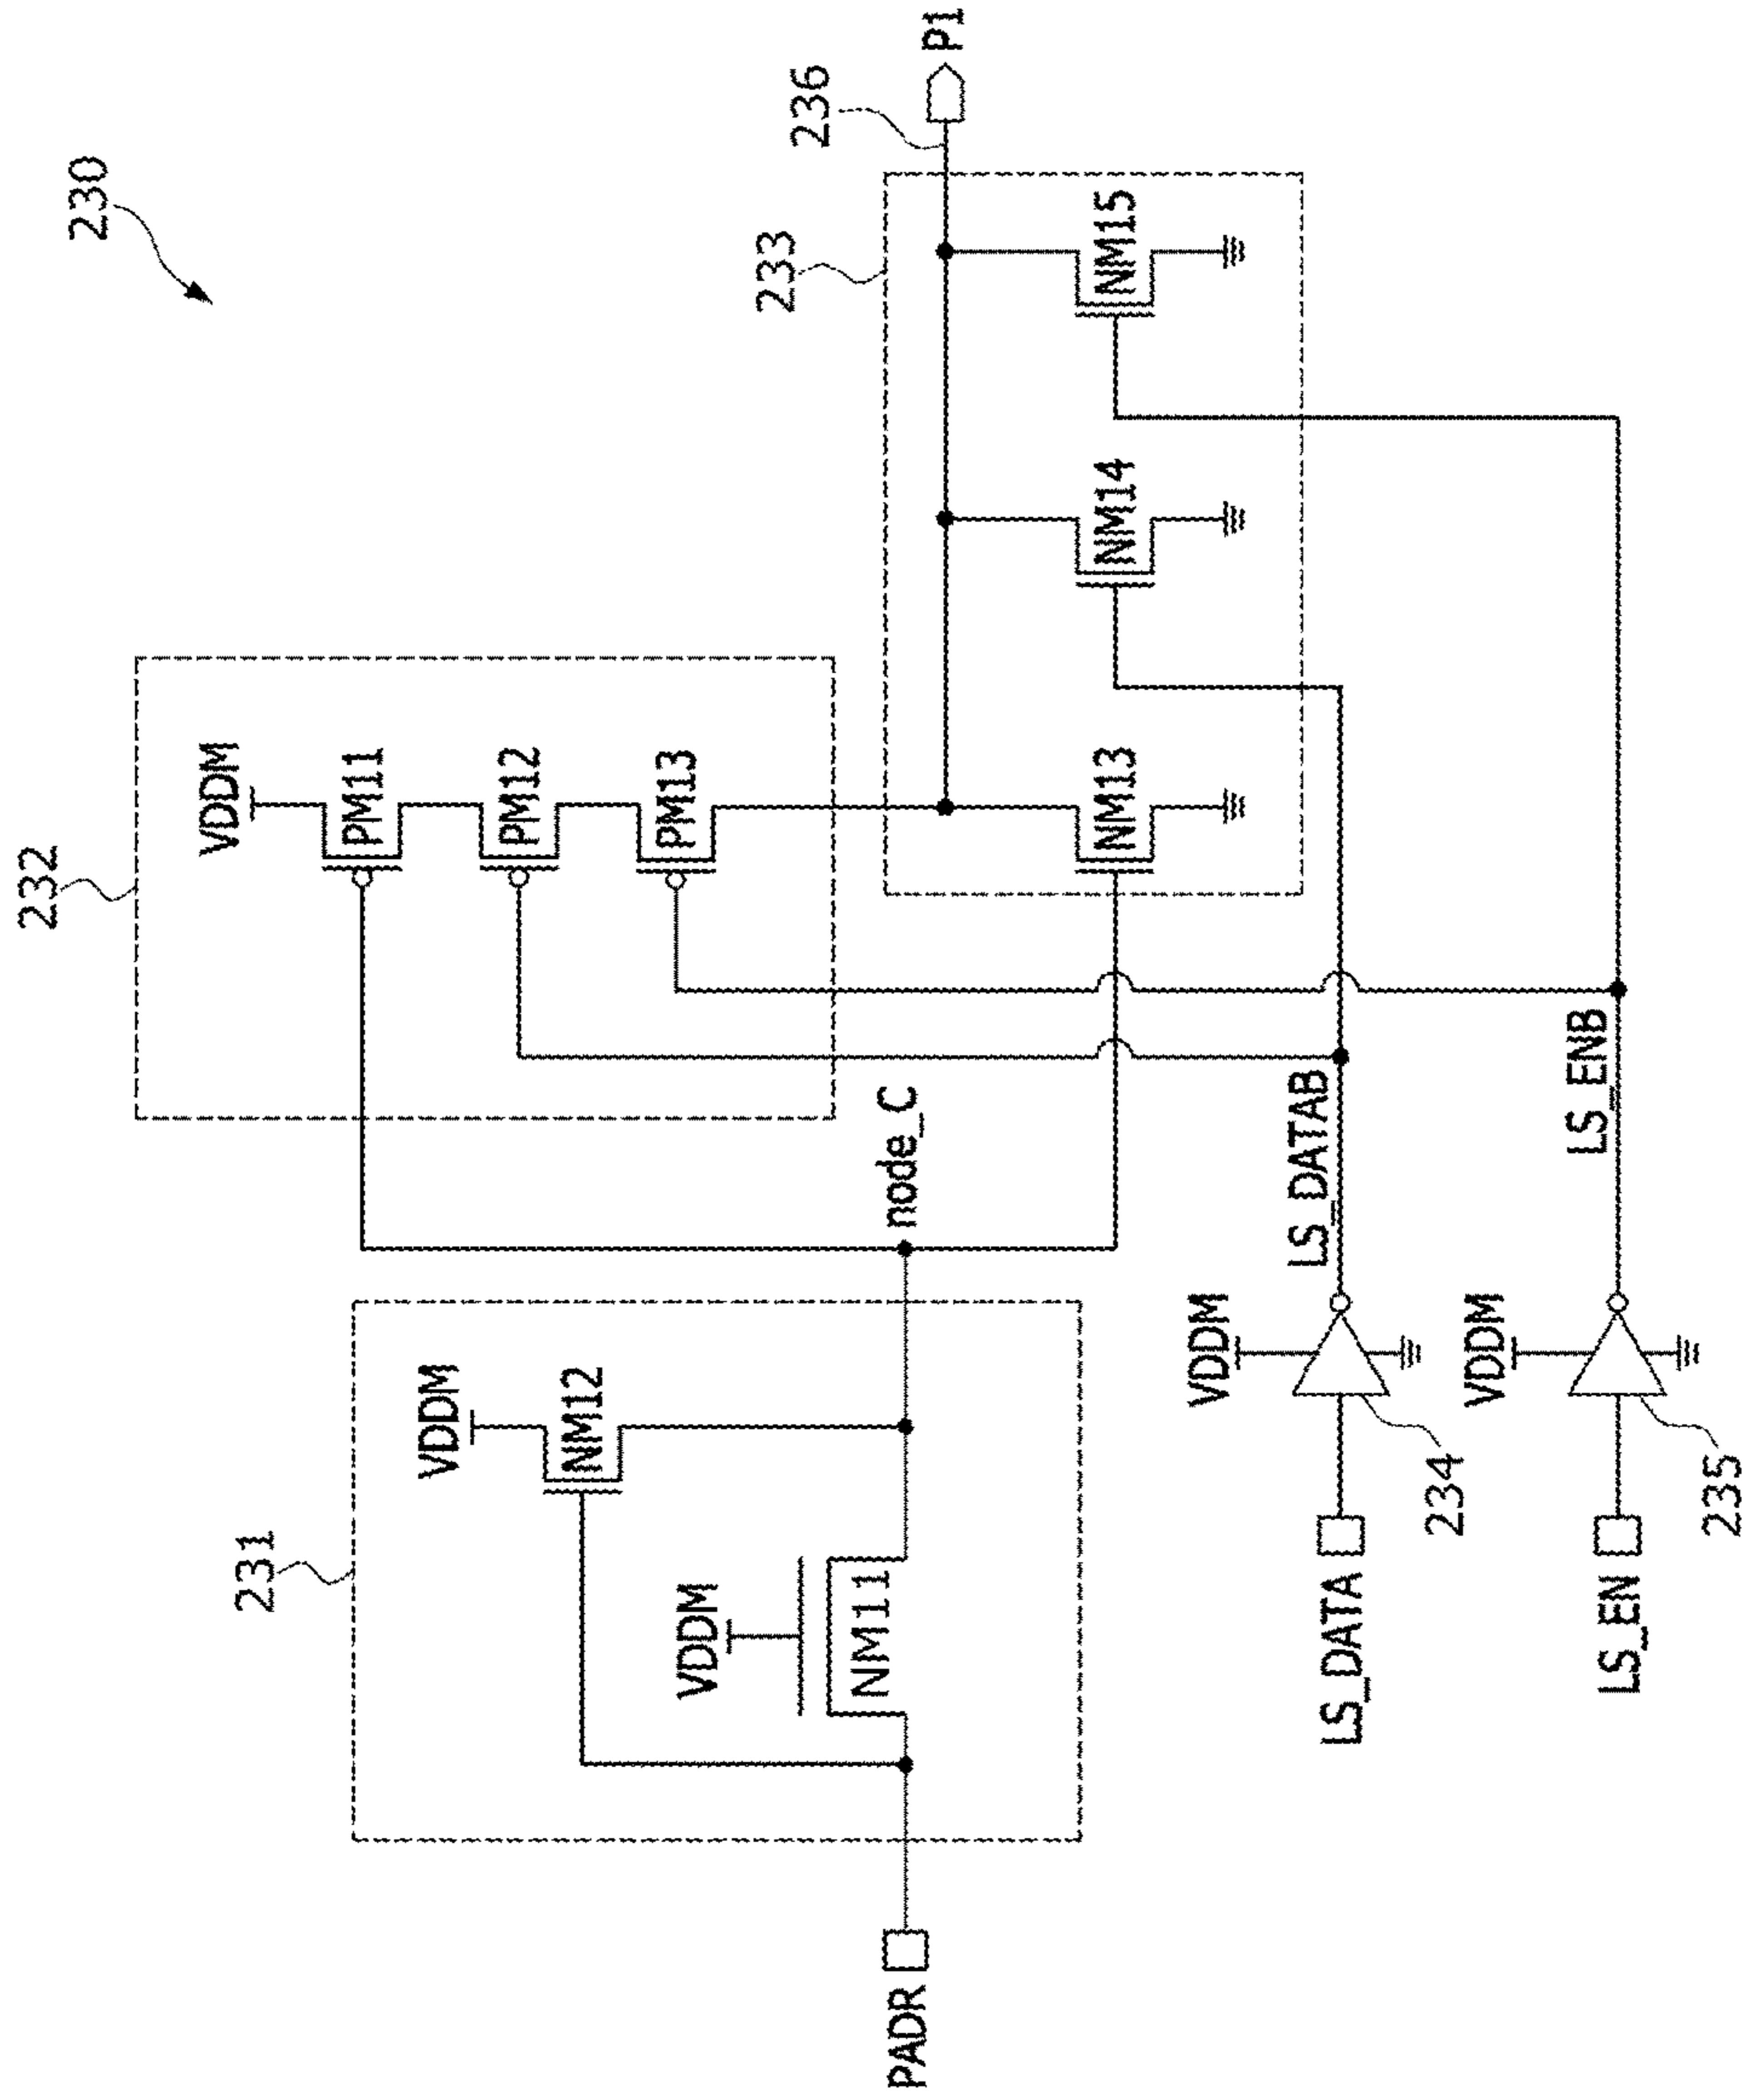 230
232
VDDM
PM11
PM12
PM13
233
236
P1
NM13
NM14
NM15
231
VDDM
NM12
VDDM
NM11
node_C
PADR
VDDM
LS_DATAB
LS_DATA
234
VDDM
LS_ENB
LS_EN
235